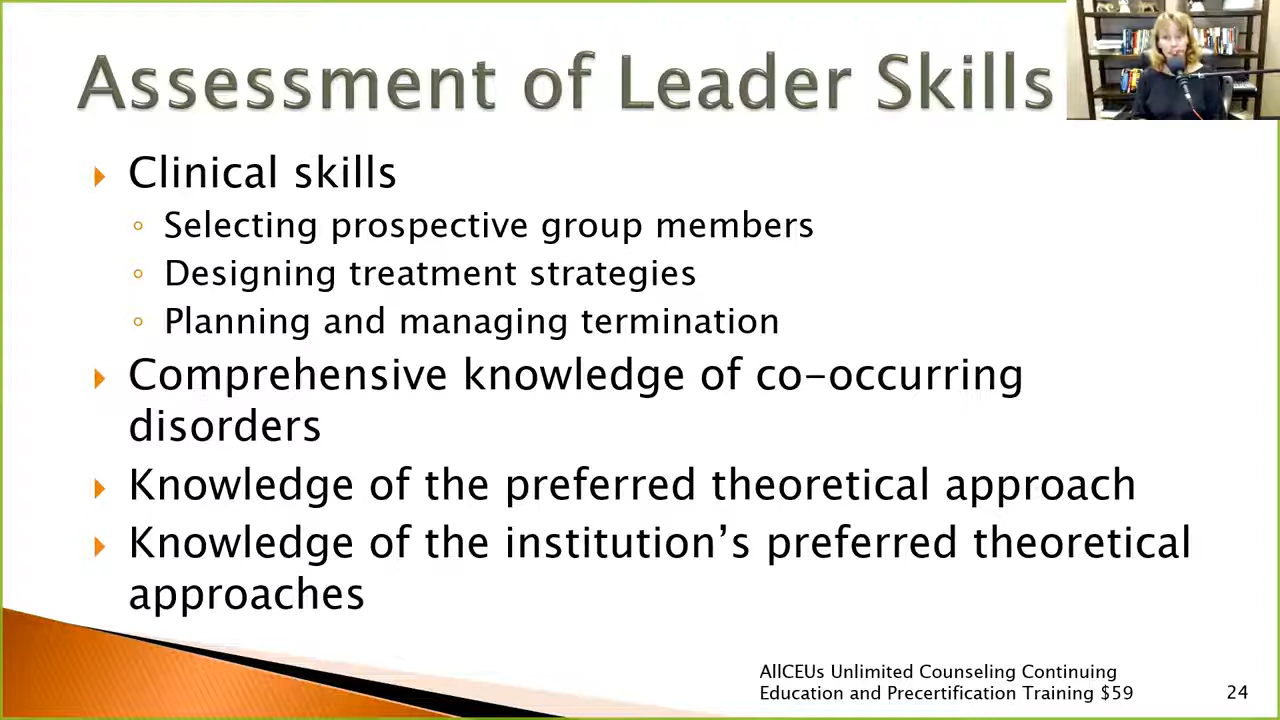 Assessment of Leader Skills
Clinical skills
Selecting prospective group members
Designing treatment strategies
Planning and managing termination
Comprehensive knowledge of co-occurring
disorders
Knowledge of the preferred theoretical approach
Knowledge of the institution’s preferred theoretical
approaches
AllCEUs Unlimited Counseling Continuing
Education and Precertification Training $59
24